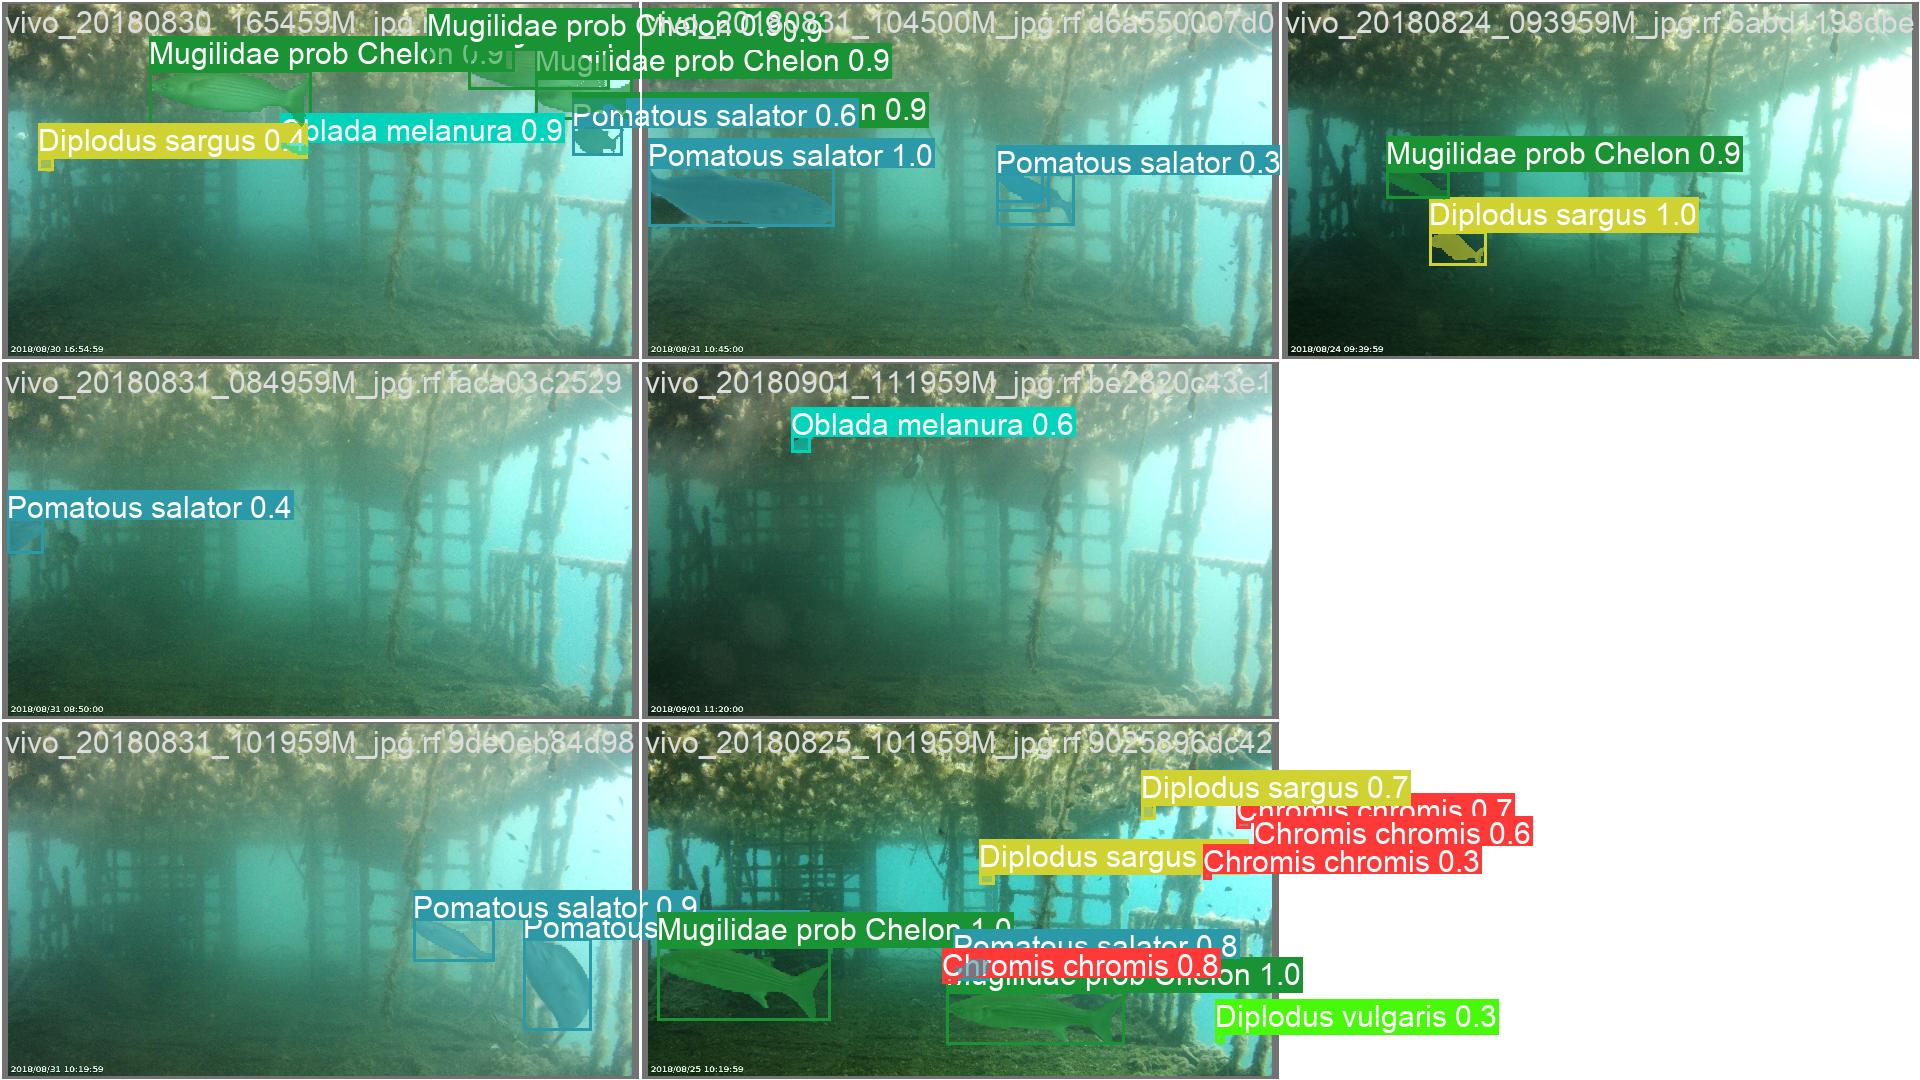 vivo_20180830_165459M_jpg.
Mugilidae prob Chelon 0.9
vivo_20180831_104500M_jpg.rf.d6a550007d0
vivo_20180824_093959M_jpg.rf.6abd1198dbe
Mugilidae prob Chelon 0.9
Mugilidae prob Chelon 0.9
Pomatous salator 0.6
n 0.9
Diplodus sargus 0.4
Oblada melanura 0.9
Pomatous salator 1.0
Pomatous salator 0.3
Mugilidae prob Chelon 0.9
Diplodus sargus 1.0
2018/08/30 16:54:59
2018/08/31 10:45:00
2018/08/24 09:39:59
vivo_20180831_084959M_jpg.rf.faca03c2529
vivo_20180901_111959M_jpg.rf.be2820c43e1
Oblada melanura 0.6
Pomatous salator 0.4
2018/08/31 08:50:00
2018/09/01 11:20:00
vivo_20180831_101959M_jpg.rf.9de0eb84d98
vivo_20180825_101959M_jpg.rf.9025896dc42
Diplodus sargus 0.7
Chromis chromis 0.7
Chromis chromis 0.6
Diplodus sargus
Chromis chromis 0.3
Pomatous salator 0.9
Pomatous
Mugilidae prob Chelon 1.0
Pomatous salator 0.8
Chromis chromis 0.8
Mugilidae prob Chelon 1.0
Diplodus vulgaris 0.3
2018/08/31 10:19:59
2018/08/25 10:19:59